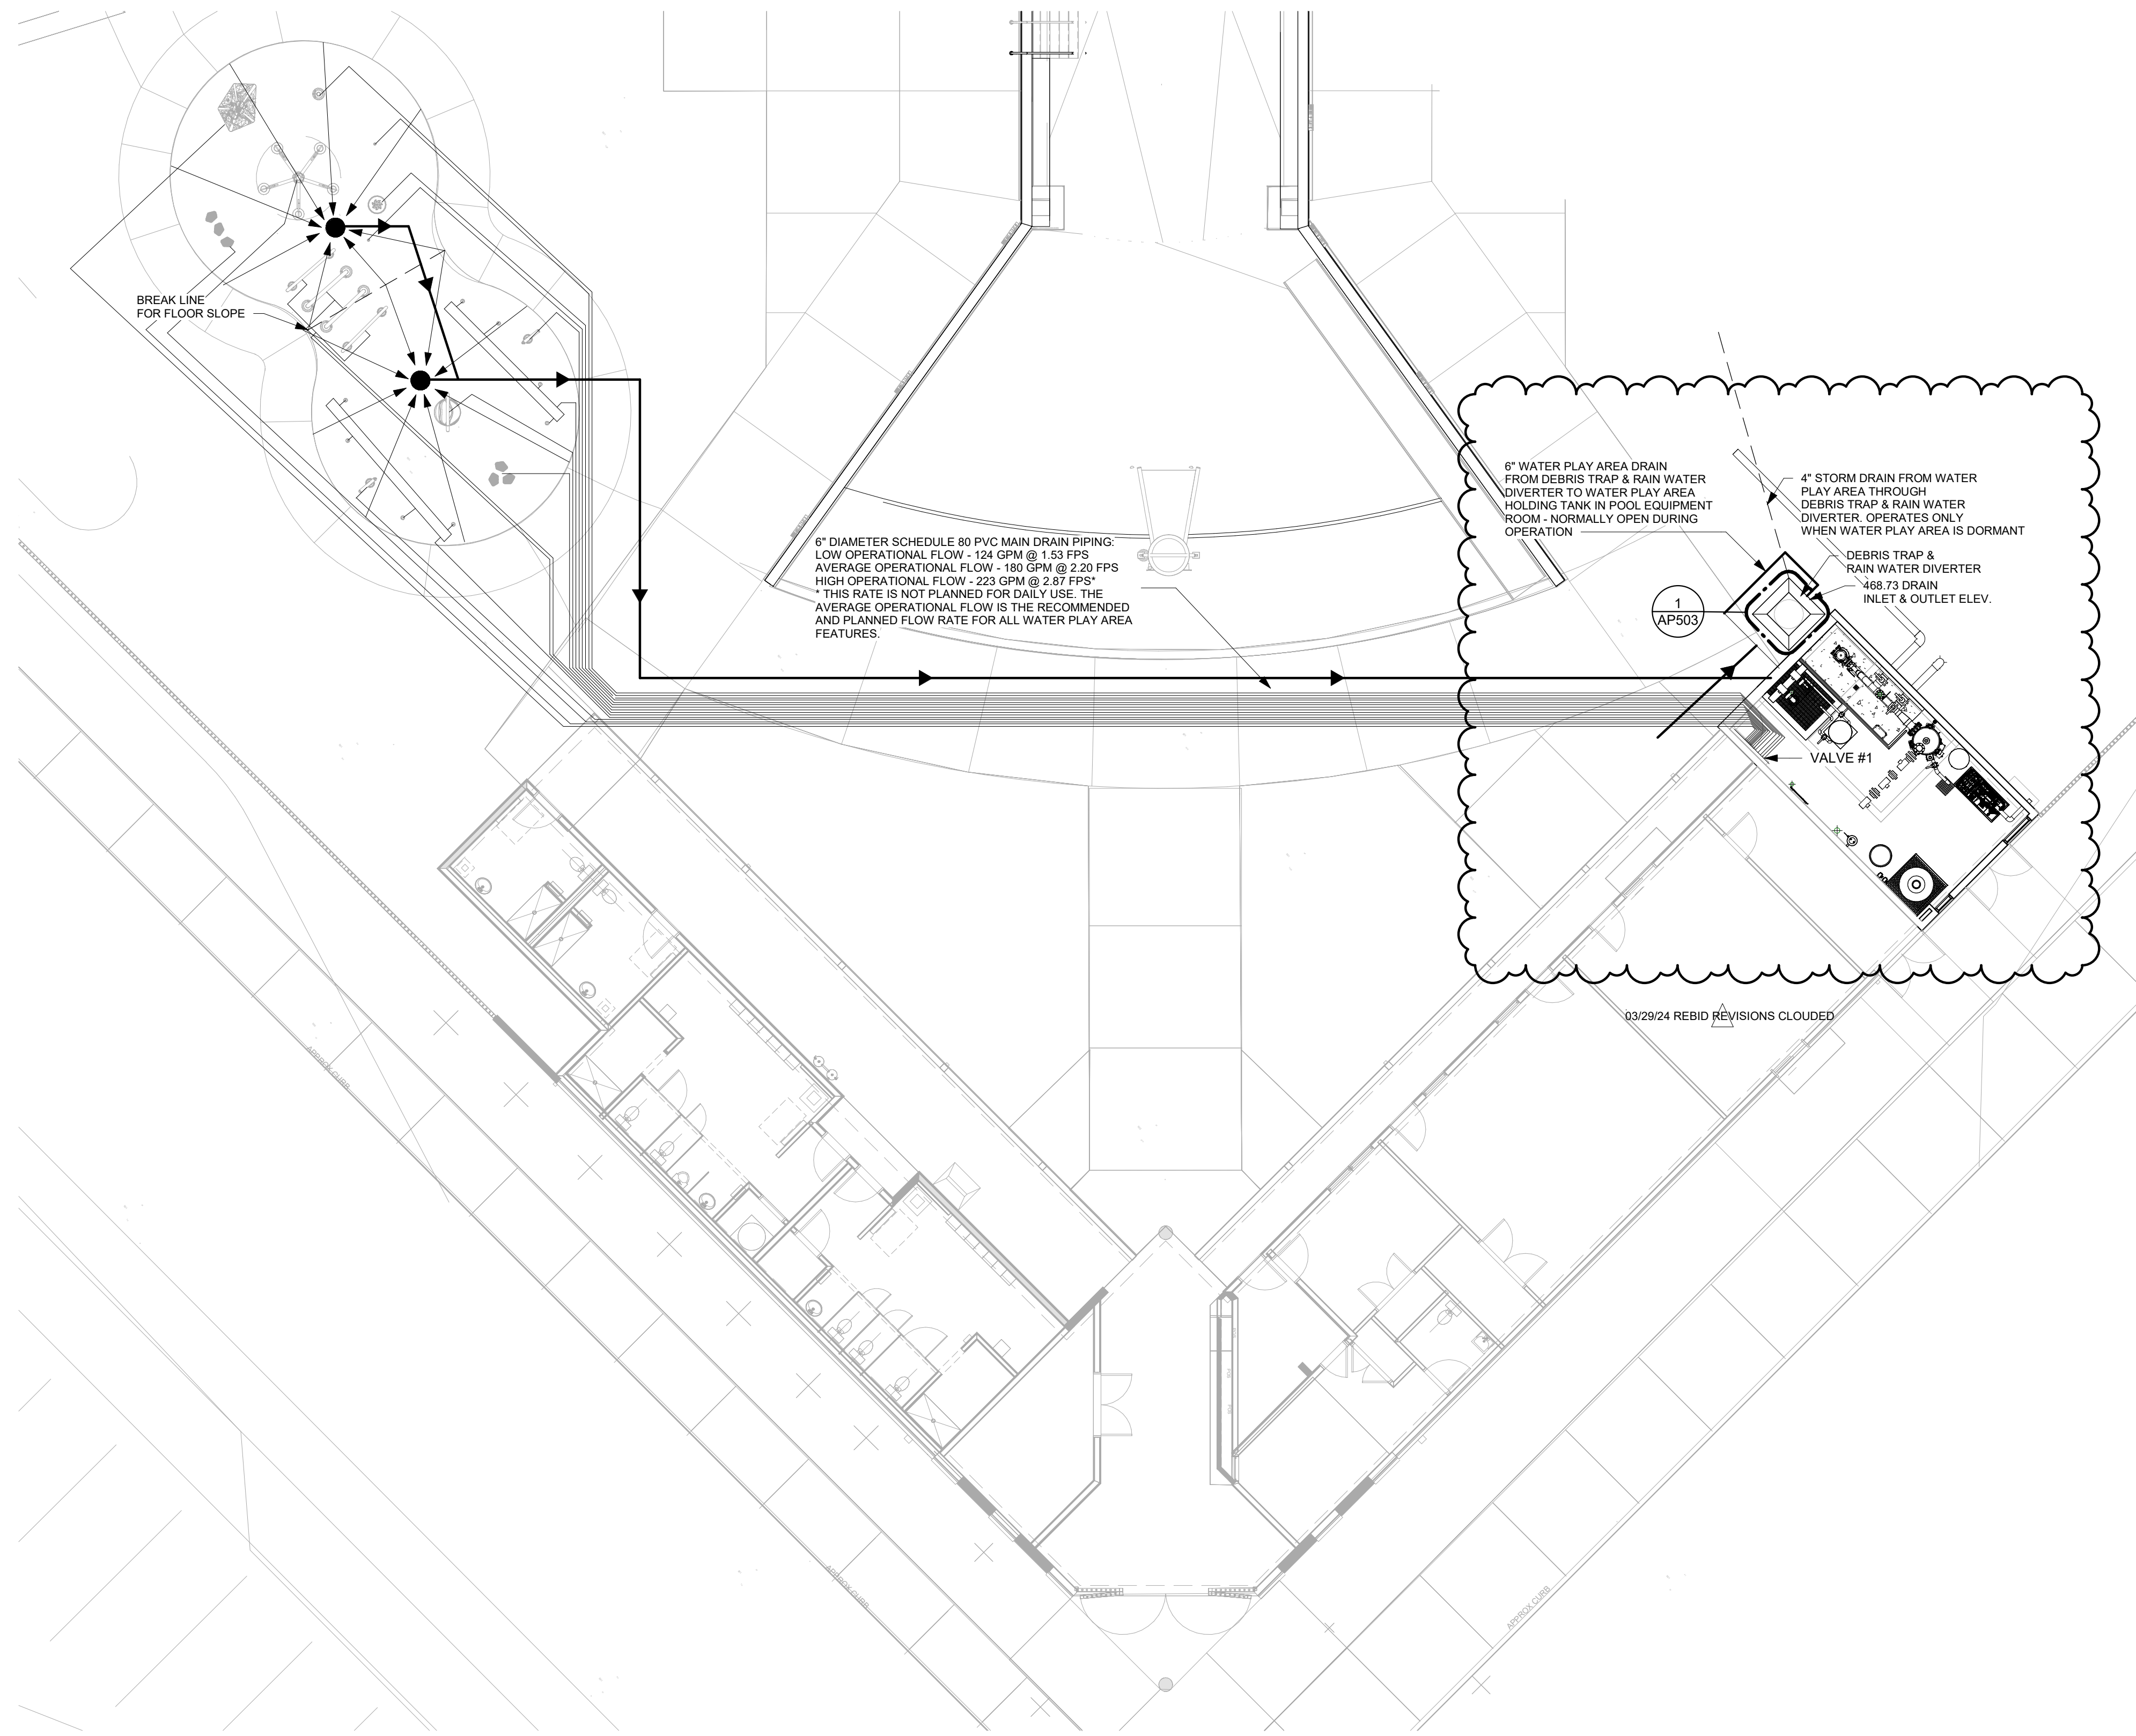 BREAK LINE
FOR FLOOR SLOPE
6" DIAMETER SCHEDULE 80 PVC MAIN DRAIN PIPING:
LOW OPERATIONAL FLOW - 124 GPM @ 1.53 FPS
AVERAGE OPERATIONAL FLOW - 180 GPM @ 2.20 FPS
HIGH OPERATIONAL FLOW - 223 GPM @ 2.87 FPS*
* THIS RATE IS NOT PLANNED FOR DAILY USE. THE
AVERAGE OPERATIONAL FLOW IS THE RECOMMENDED
AND PLANNED FLOW RATE FOR ALL WATER PLAY AREA
FEATURES.
6" WATER PLAY AREA DRAIN
FROM DEBRIS TRAP & RAIN WATER
DIVERTER TO WATER PLAY AREA
HOLDING TANK IN POOL EQUIPMENT
ROOM - NORMALLY OPEN DURING
OPERATION
4" STORM DRAIN FROM WATER
PLAY AREA THROUGH
DEBRIS TRAP & RAIN WATER
DIVERTER. OPERATES ONLY
WHEN WATER PLAY AREA IS DORMANT
DEBRIS TRAP &
RAIN WATER DIVERTER
468.73 DRAIN
INLET & OUTLET ELEV.
1
AP503
VALVE #1
03/29/24 REBID REVISIONS CLOUDED
APPROX CURB
APPROX CURB
APPROX CURB